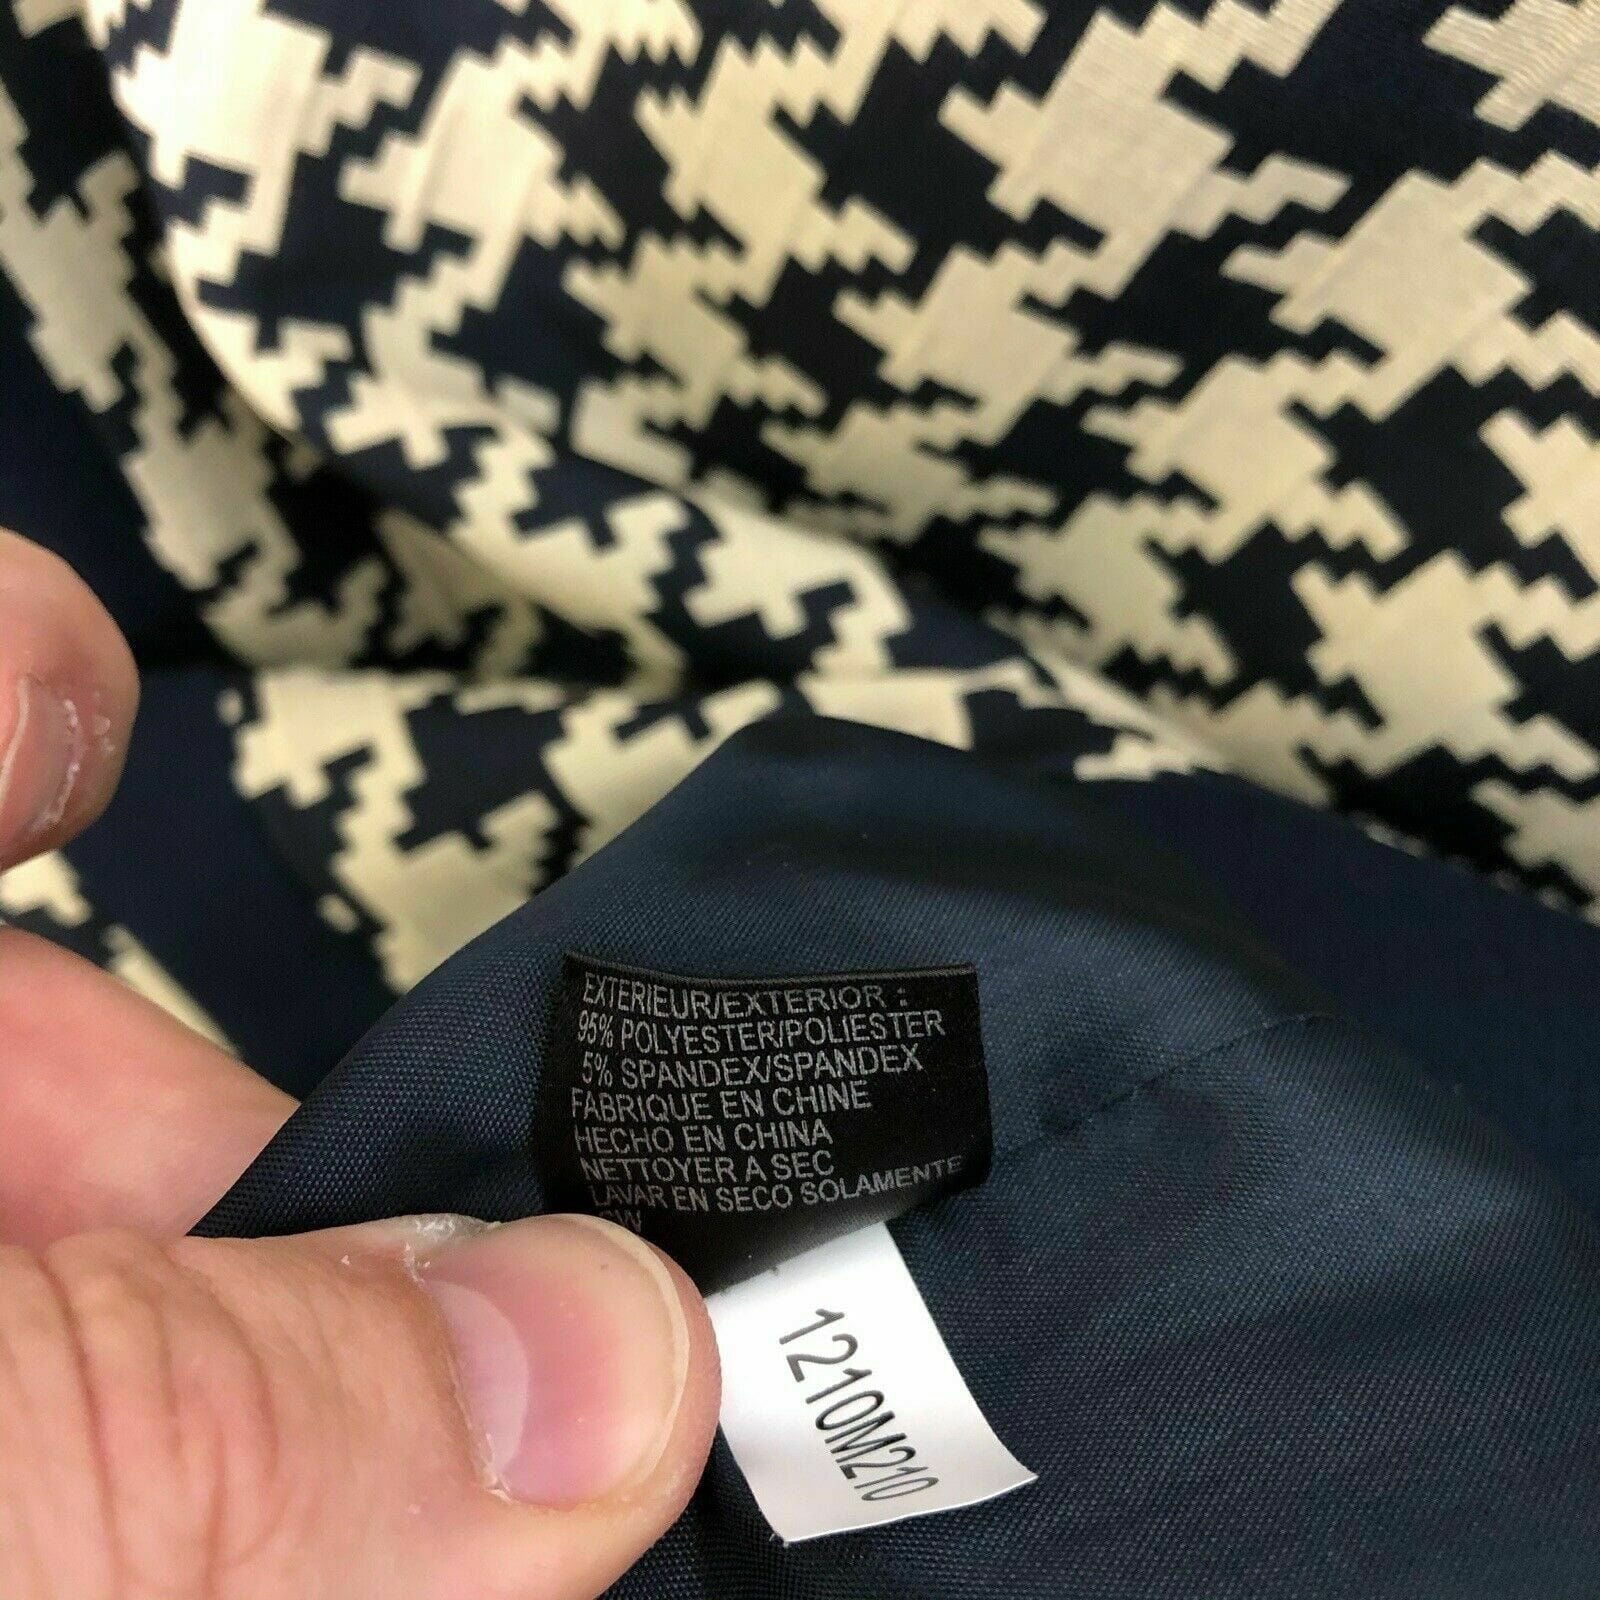 EXTERIEUR/EXTERIOR :
95% POLYESTER/POLIESTER
5% SPANDEX/SPANDEX
FABRIQUE EN CHINE
HECHO EN CHINA
NETTOYER A SEC
LAVAR EN SECO SOLAMENTE
1210M210